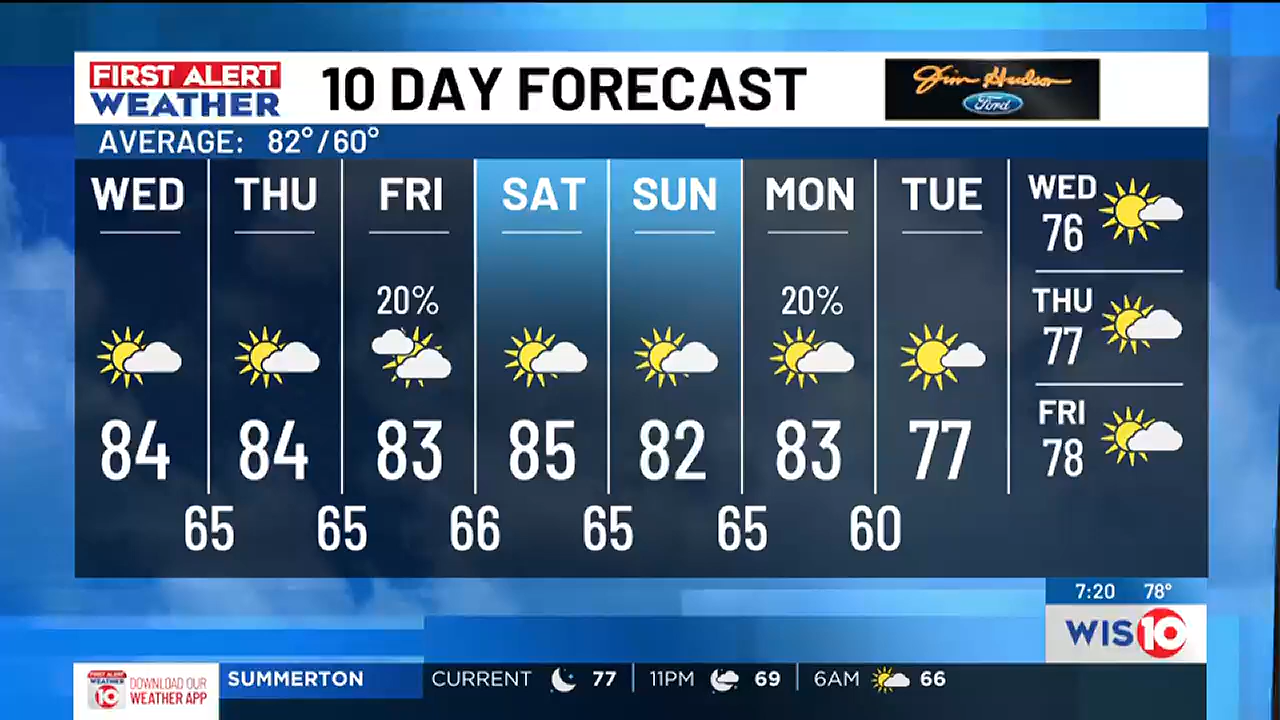 FIRST ALERT
WEATHER
10 DAY FORECAST
Jim Hudson
Ford
AVERAGE: 82°/60°
WED THU FRI SAT SUN MON TUE
20% 20%
84 84 83 85 82 83 77
65 65 66 65 65 60
WED
76
THU
77
FRI
78
7:20 78°
WIS10
FIRST ALERT
WEATHER
10
DOWNLOAD OUR
WEATHER APP
SUMMERTON CURRENT 77 11PM 69 6AM 66